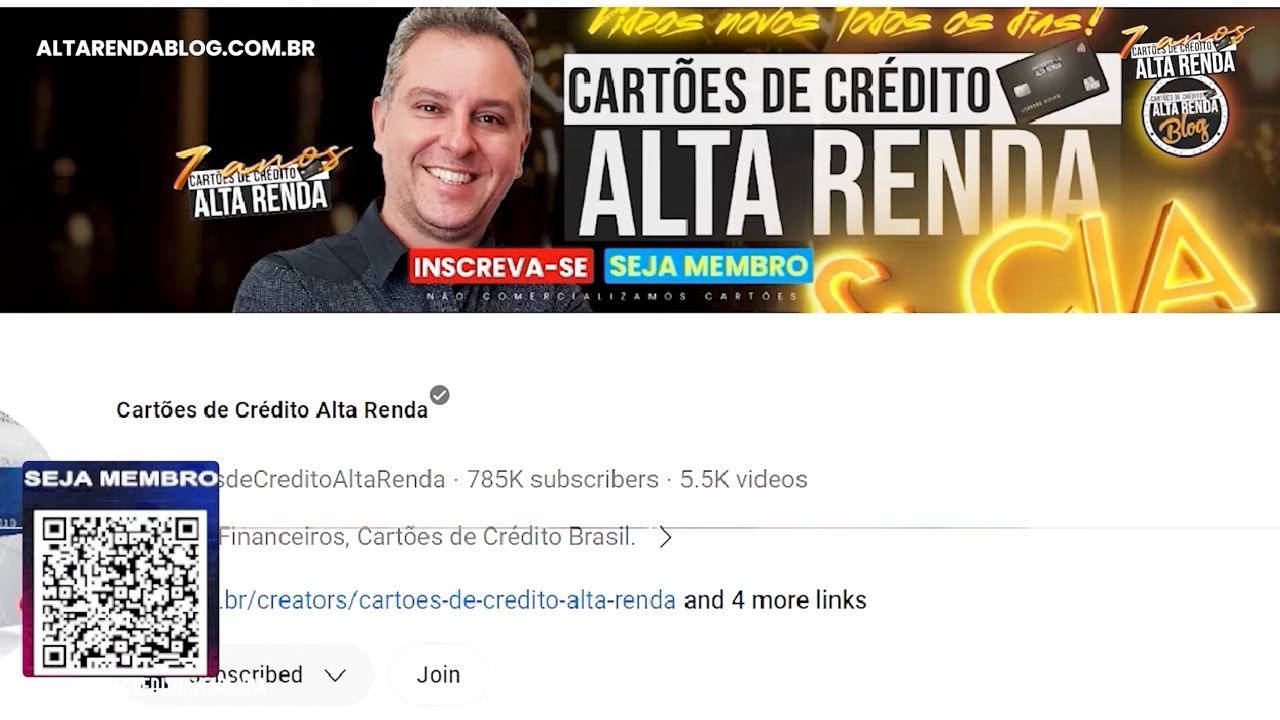 Vídeos novos Todos os dias!
ALTARENDABLOG.COM.BR
7 anos
CARTÕES DE CRÉDITO
ALTA RENDA
CARTÕES DE CRÉDITO
ALTA RENDA
Blog
CARTÕES DE CRÉDITO
ALTA RENDA
7 anos
CARTÕES DE CRÉDITO
ALTA RENDA
& CIA
INSCREVA-SE
SEJA MEMBRO
NÃO COMERCIALIZAMOS CARTÕES
Cartões de Crédito Alta Renda
sdeCreditoAltaRenda · 785K subscribers · 5.5K videos
SEJA MEMBRO
Financeiros, Cartões de Crédito Brasil.
.br/creators/cartoes-de-credito-alta-renda and 4 more links
bscribed
Join